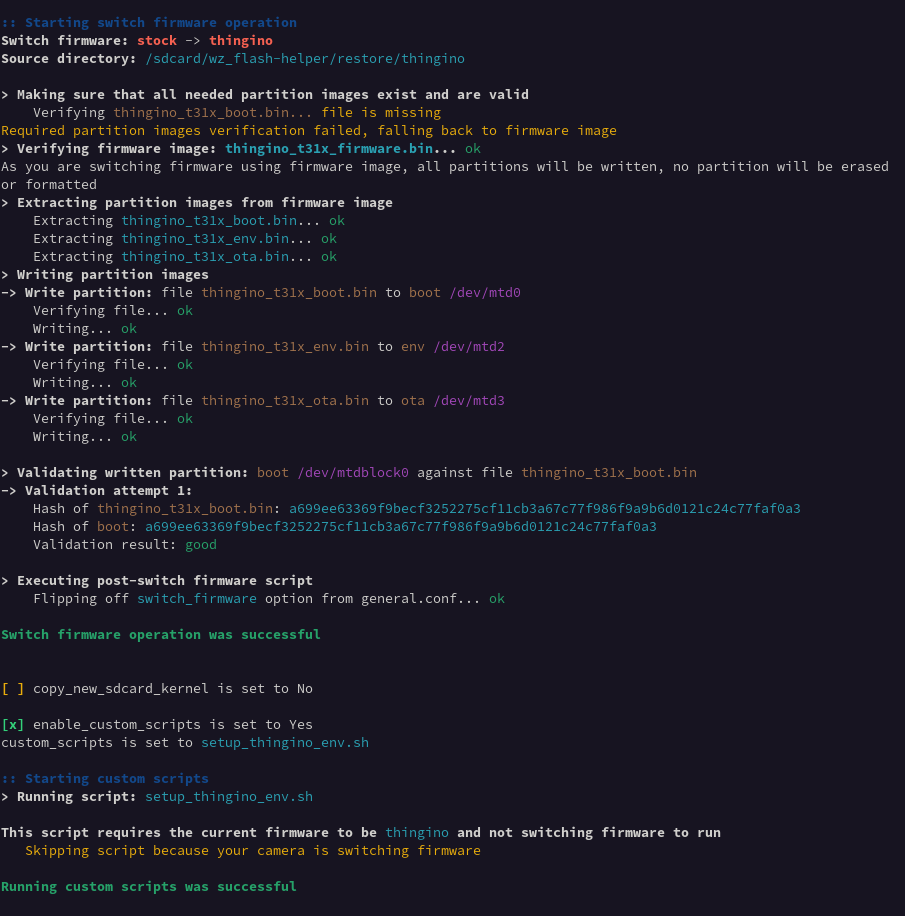 :: Starting switch firmware operation
Switch firmware: stock -> thingino
Source directory: /sdcard/wz_flash-helper/restore/thingino
> Making sure that all needed partition images exist and are valid
Verifying thingino_t31x_boot.bin... file is missing
Required partition images verification failed, falling back to firmware image
> Verifying firmware image: thingino_t31x_firmware.bin... ok
As you are switching firmware using firmware image, all partitions will be written, no partition will be erased
or formatted
> Extracting partition images from firmware image
Extracting thingino_t31x_boot.bin... ok
Extracting thingino_t31x_env.bin... ok
Extracting thingino_t31x_ota.bin... ok
> Writing partition images
-> Write partition: file thingino_t31x_boot.bin to boot /dev/mtd0
Verifying file... ok
Writing... ok
-> Write partition: file thingino_t31x_env.bin to env /dev/mtd2
Verifying file... ok
Writing... ok
-> Write partition: file thingino_t31x_ota.bin to ota /dev/mtd3
Verifying file... ok
Writing... ok
> Validating written partition: boot /dev/mtdblock0 against file thingino_t31x_boot.bin
-> Validation attempt 1:
Hash of thingino_t31x_boot.bin: a699ee63369f9becf3252275cf11cb3a67c77f986f9a9b6d0121c24c77faf0a3
Hash of boot: a699ee63369f9becf3252275cf11cb3a67c77f986f9a9b6d0121c24c77faf0a3
Validation result: good
> Executing post-switch firmware script
Flipping off switch_firmware option from general.conf... ok
Switch firmware operation was successful
[ ] copy_new_sdcard_kernel is set to No
[x] enable_custom_scripts is set to Yes
custom_scripts is set to setup_thingino_env.sh
:: Starting custom scripts
> Running script: setup_thingino_env.sh
This script requires the current firmware to be thingino and not switching firmware to run
Skipping script because your camera is switching firmware
Running custom scripts was successful